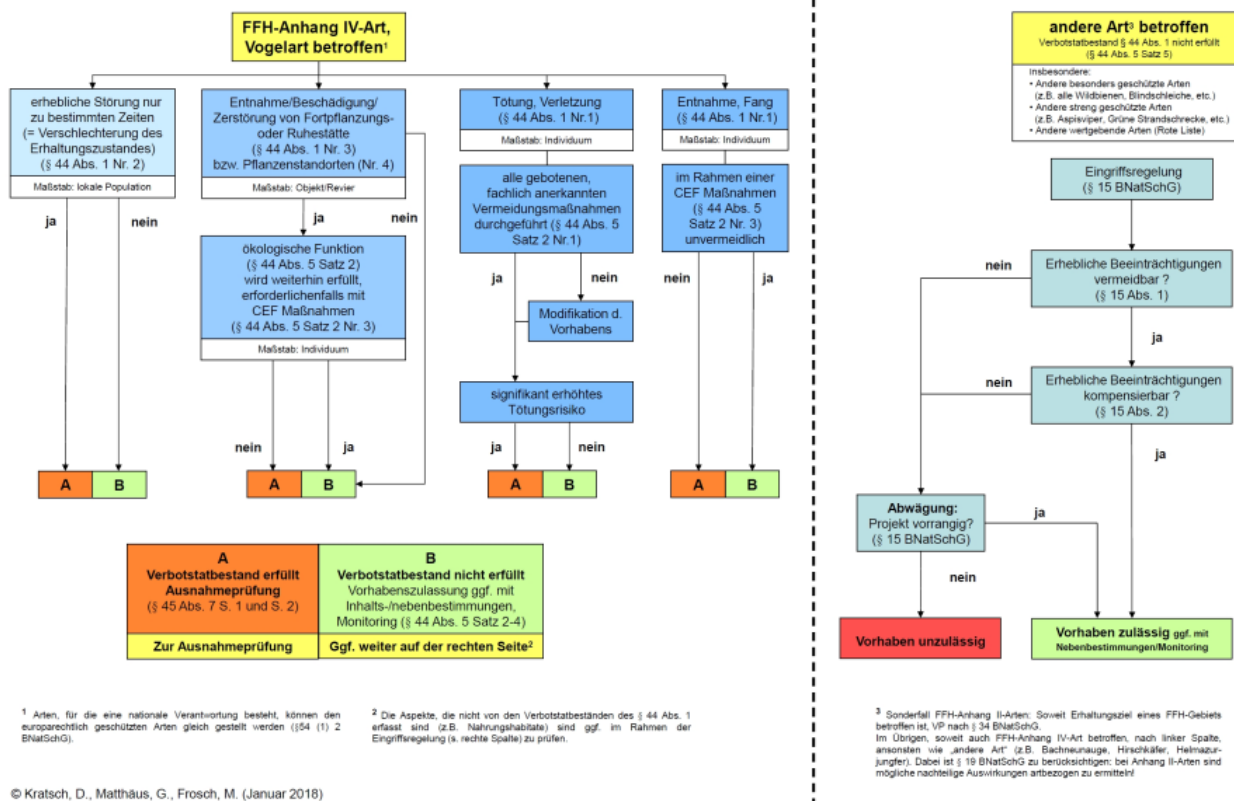 FFH-Anhang IV-Art,
Vogelart betroffen¹
erhebliche Störung nur
zu bestimmten Zeiten
(= Verschlechterung des
Erhaltungszustandes)
(§ 44 Abs. 1 Nr. 2)
Maßstab: lokale Population
ja
nein
Entnahme/Beschädigung/
Zerstörung von Fortpflanzungs-
oder Ruhestätte
(§ 44 Abs. 1 Nr. 3)
bzw. Pflanzenstandorten (Nr. 4)
Maßstab: Objekt/Revier
ja
nein
ökologische Funktion
(§ 44 Abs. 5 Satz 2)
wird weiterhin erfüllt,
erforderlichenfalls mit
CEF Maßnahmen
(§ 44 Abs. 5 Satz 2 Nr. 3)
Maßstab: Individuum
nein
ja
Tötung, Verletzung
(§ 44 Abs. 1 Nr.1)
Maßstab: Individuum
alle gebotenen,
fachlich anerkannten
Vermeidungsmaßnahmen
durchgeführt (§ 44 Abs. 5
Satz 2 Nr.1)
ja
nein
Modifikation d.
Vorhabens
signifikant erhöhtes
Tötungsrisiko
ja
nein
Entnahme, Fang
(§ 44 Abs. 1 Nr.1)
Maßstab: Individuum
im Rahmen einer
CEF Maßnahmen
(§ 44 Abs. 5
Satz 2 Nr. 3)
unvermeidlich
nein
ja
A
B
A
B
A
B
A
B
A
Verbotstatbestand erfüllt
Ausnahmeprüfung
(§ 45 Abs. 7 S. 1 und S. 2)
Zur Ausnahmeprüfung
B
Verbotstatbestand nicht erfüllt
Vorhabenszulassung ggf. mit
Inhalts-/nebenbestimmungen,
Monitoring (§ 44 Abs. 5 Satz 2-4)
Ggf. weiter auf der rechten Seite²
¹ Arten, für die eine nationale Verantwortung besteht, können den
europarechtlich geschützten Arten gleich gestellt werden (§54 (1) 2
BNatSchG).
² Die Aspekte, die nicht von den Verbotstatbeständen des § 44 Abs. 1
erfasst sind (z.B. Nahrungshabitate) sind ggf. im Rahmen der
Eingriffsregelung (s. rechte Spalte) zu prüfen.
© Kratsch, D., Matthäus, G., Frosch, M. (Januar 2018)
andere Art³ betroffen
Verbotstatbestand § 44 Abs. 1 nicht erfüllt
(§ 44 Abs. 5 Satz 5)
Insbesondere:
• Andere besonders geschützte Arten
(z.B. alle Wildbienen, Blindschleiche, etc.)
• Andere streng geschützte Arten
(z.B. Aspisviper, Grüne Strandschrecke, etc.)
• Andere wertgebende Arten (Rote Liste)
Eingriffsregelung
(§ 15 BNatSchG)
nein
Erhebliche Beeinträchtigungen
vermeidbar ?
(§ 15 Abs. 1)
ja
nein
Erhebliche Beeinträchtigungen
kompensierbar ?
(§ 15 Abs. 2)
ja
Abwägung:
Projekt vorrangig?
(§ 15 BNatSchG)
ja
nein
Vorhaben unzulässig
Vorhaben zulässig ggf. mit
Nebenbestimmungen/Monitoring
³ Sonderfall FFH-Anhang II-Arten: Soweit Erhaltungsziel eines FFH-Gebiets
betroffen ist, VP nach § 34 BNatSchG.
Im Übrigen, soweit auch FFH-Anhang IV-Art betroffen, nach linker Spalte,
ansonsten wie „andere Art“ (z.B. Bachneunauge, Hirschkäfer, Helmazur-
jungfer). Dabei ist § 19 BNatSchG zu berücksichtigen: bei Anhang II-Arten sind
mögliche nachteilige Auswirkungen artbezogen zu ermitteln!